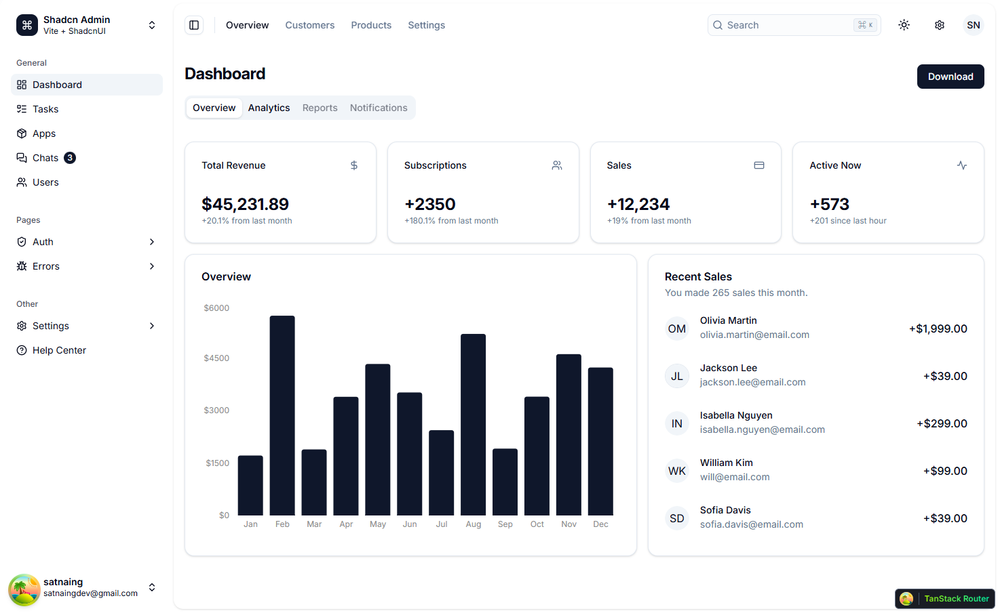 Shadcn Admin
Vite + ShadcnUI
General
Dashboard
Tasks
Apps
Chats 3
Users
Pages
Auth
Errors
Other
Settings
Help Center
satnaing
satnaingdev@gmail.com
Overview Customers Products Settings
Search ⌘ K
SN
Dashboard
Download
Overview Analytics Reports Notifications
Total Revenue
$45,231.89
+20.1% from last month
Subscriptions
+2350
+180.1% from last month
Sales
+12,234
+19% from last month
Active Now
+573
+201 since last hour
Overview
$6000
$4500
$3000
$1500
$0
Jan Feb Mar Apr May Jun Jul Aug Sep Oct Nov Dec
Recent Sales
You made 265 sales this month.
OM
Olivia Martin
olivia.martin@email.com
+$1,999.00
JL
Jackson Lee
jackson.lee@email.com
+$39.00
IN
Isabella Nguyen
isabella.nguyen@email.com
+$299.00
WK
William Kim
will@email.com
+$99.00
SD
Sofia Davis
sofia.davis@email.com
+$39.00
TanStack Router